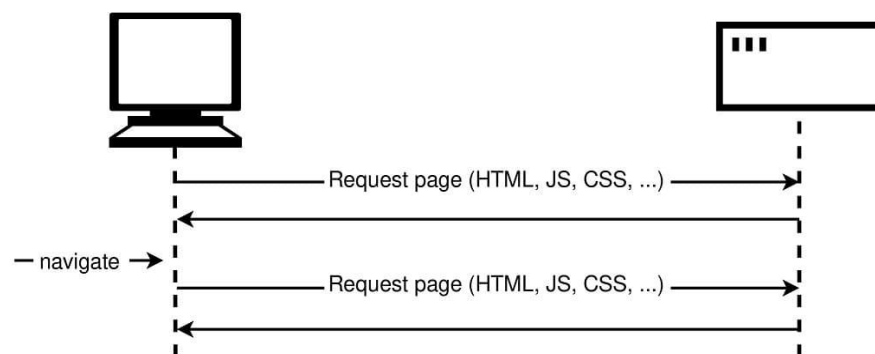 Request page (HTML, JS, CSS, ...)
navigate
Request page (HTML, JS, CSS, ...)